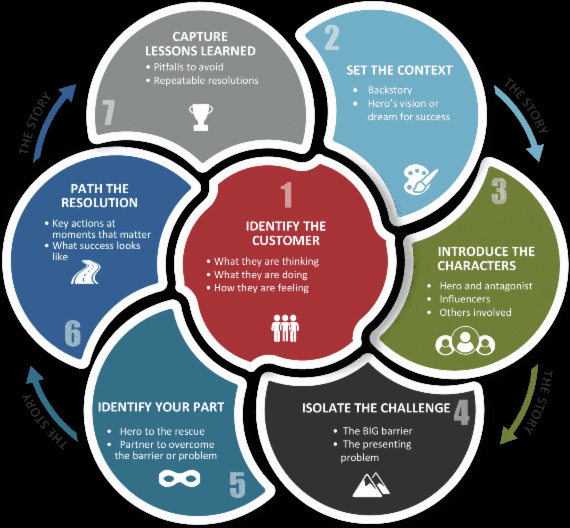 1
IDENTIFY THE
CUSTOMER
• What they are thinking
• What they are doing
• How they are feeling
2
SET THE CONTEXT
• Backstory
• Hero's vision or
dream for success
THE STORY
3
INTRODUCE THE
CHARACTERS
• Hero and antagonist
• Influencers
• Others involved
THE STORY
ISOLATE THE CHALLENGE 4
• The BIG barrier
• The presenting
problem
IDENTIFY YOUR PART
• Hero to the rescue
• Partner to overcome
the barrier or problem
5
THE STORY
PATH THE
RESOLUTION
• Key actions at
moments that matter
• What success looks
like
6
THE STORY
CAPTURE
LESSONS LEARNED
• Pitfalls to avoid
• Repeatable resolutions
7